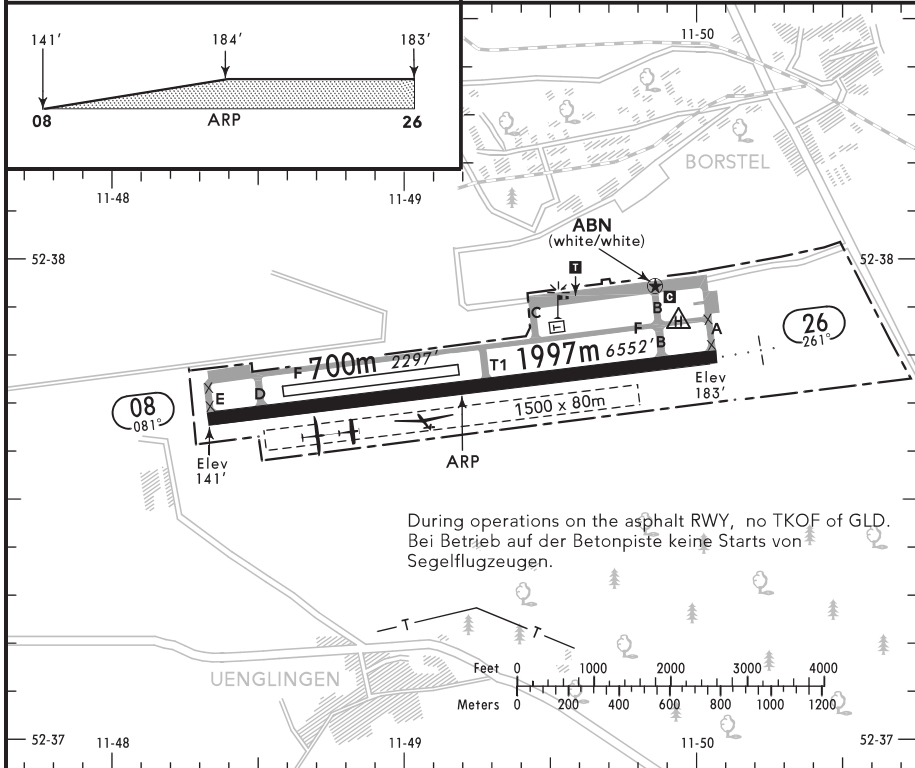 141'
184'
183'
08
ARP
26
11-50
BORSTEL
11-48
11-49
ABN
(white/white)
52-38
52-38
T
C
B
C
T
H
F
A
26
261°
F 700m 2297'
T1 1997m 6552'
B
08
081°
E
D
Elev
183'
1500 x 80m
Elev
141'
ARP
During operations on the asphalt RWY, no TKOF of GLD.
Bei Betrieb auf der Betonpiste keine Starts von
Segelflugzeugen.
T
T
UENGLINGEN
Feet 0 1000 2000 3000 4000
Meters 0 200 400 600 800 1000 1200
52-37
11-48
11-49
11-50
52-37